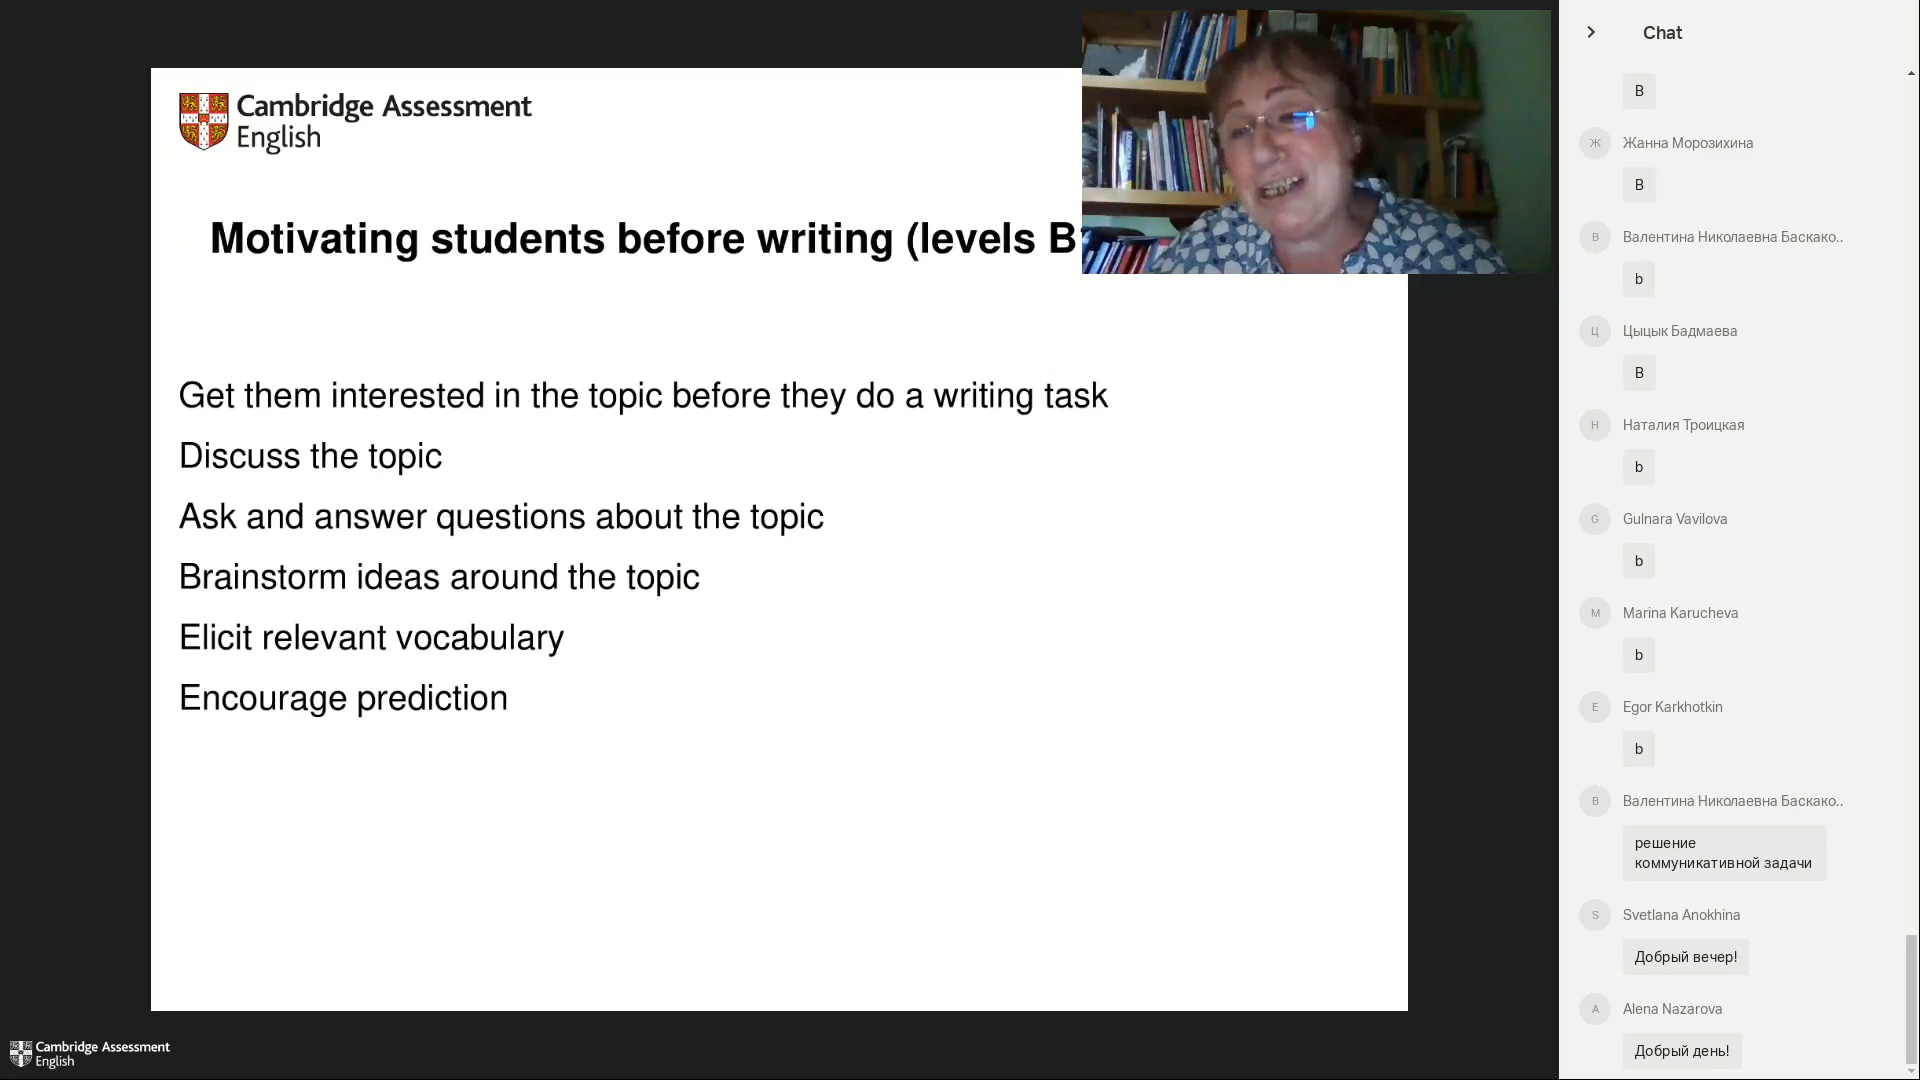 Cambridge Assessment
English
Motivating students before writing (levels B
Get them interested in the topic before they do a writing task
Discuss the topic
Ask and answer questions about the topic
Brainstorm ideas around the topic
Elicit relevant vocabulary
Encourage prediction
Cambridge Assessment
English
Chat
B
Ж
Жанна Морозихина
В
В
Валентина Николаевна Баскако..
b
Ц
Цыцык Бадмаева
В
Н
Наталия Троицкая
b
G
Gulnara Vavilova
b
M
Marina Karucheva
b
E
Egor Karkhotkin
b
В
Валентина Николаевна Баскако..
решение
коммуникативной задачи
S
Svetlana Anokhina
Добрый вечер!
A
Alena Nazarova
Добрый день!